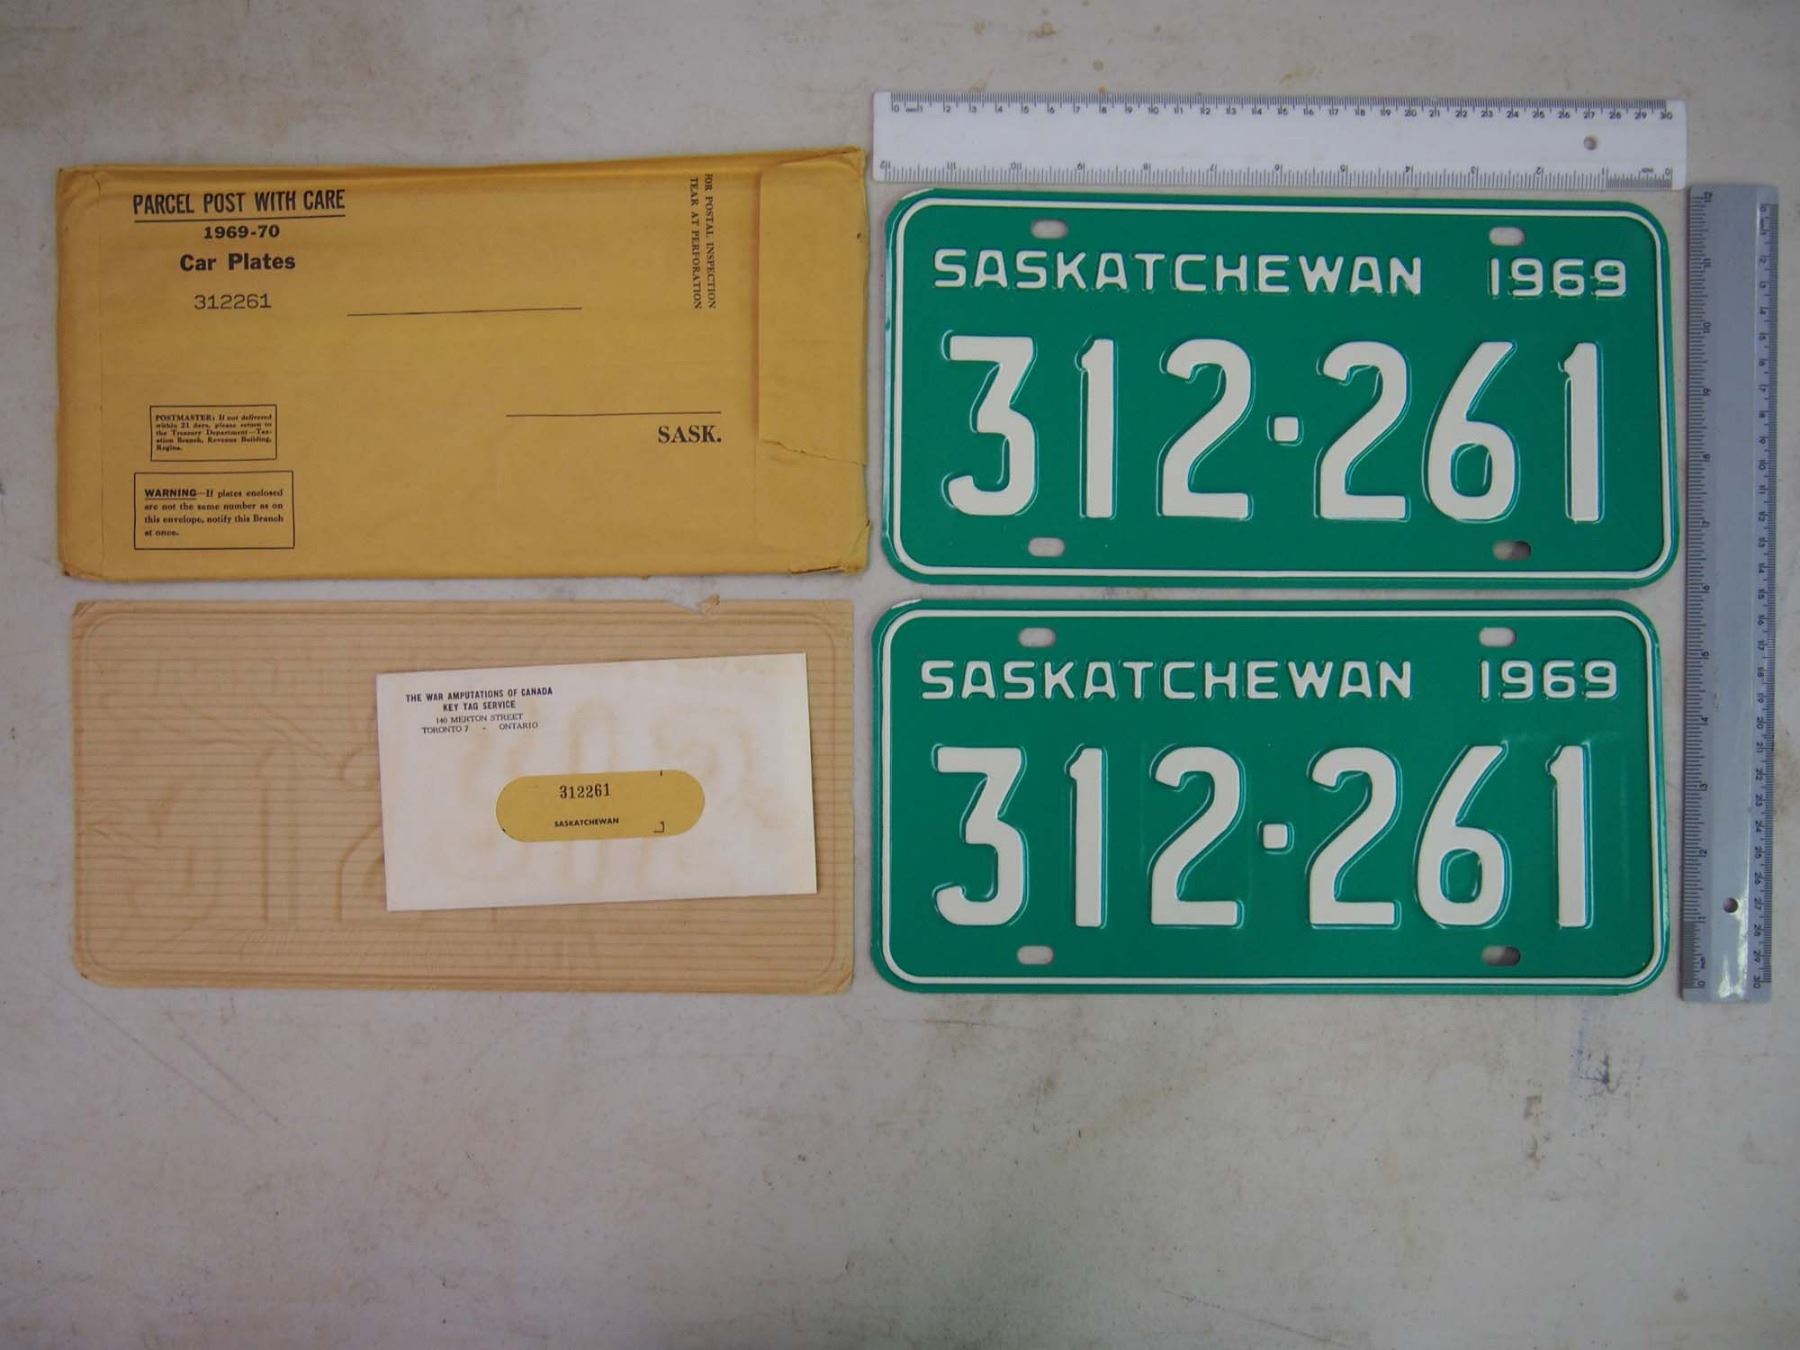 PARCEL POST WITH CARE
1969-70
Car Plates
312261
OR POSTAL INSPECTION
TEAR AT PERFORATION
POSTMASTER: If not delivered
within 21 days, please return to
the Treasury Department—Tax-
ation Branch, Revenue Building,
Regina.
SASK.
WARNING—If plates enclosed
are not the same number as on
this envelope, notify this Branch
at once.
THE WAR AMPUTATIONS OF CANADA
KEY TAG SERVICE
140 MERTON STREET
TORONTO 7 - ONTARIO
312261
SASKATCHEWAN
SASKATCHEWAN 1969
312·261
SASKATCHEWAN 1969
312·261